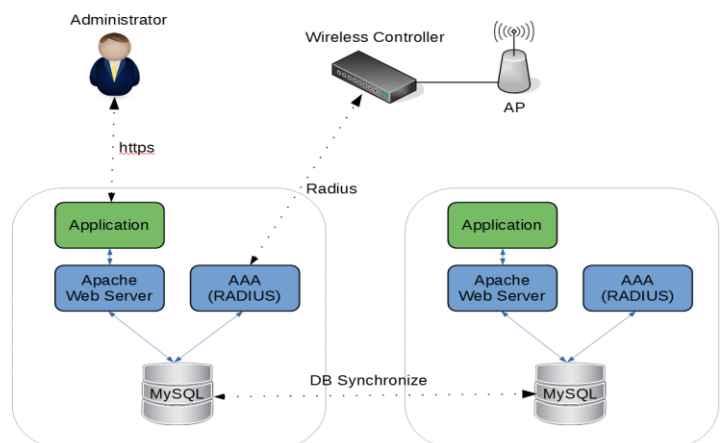 Administrator
Wireless Controller
AP
https
Radius
Application
Apache
Web Server
AAA
(RADIUS)
MySQL
DB Synchronize
Application
Apache
Web Server
AAA
(RADIUS)
MySQL